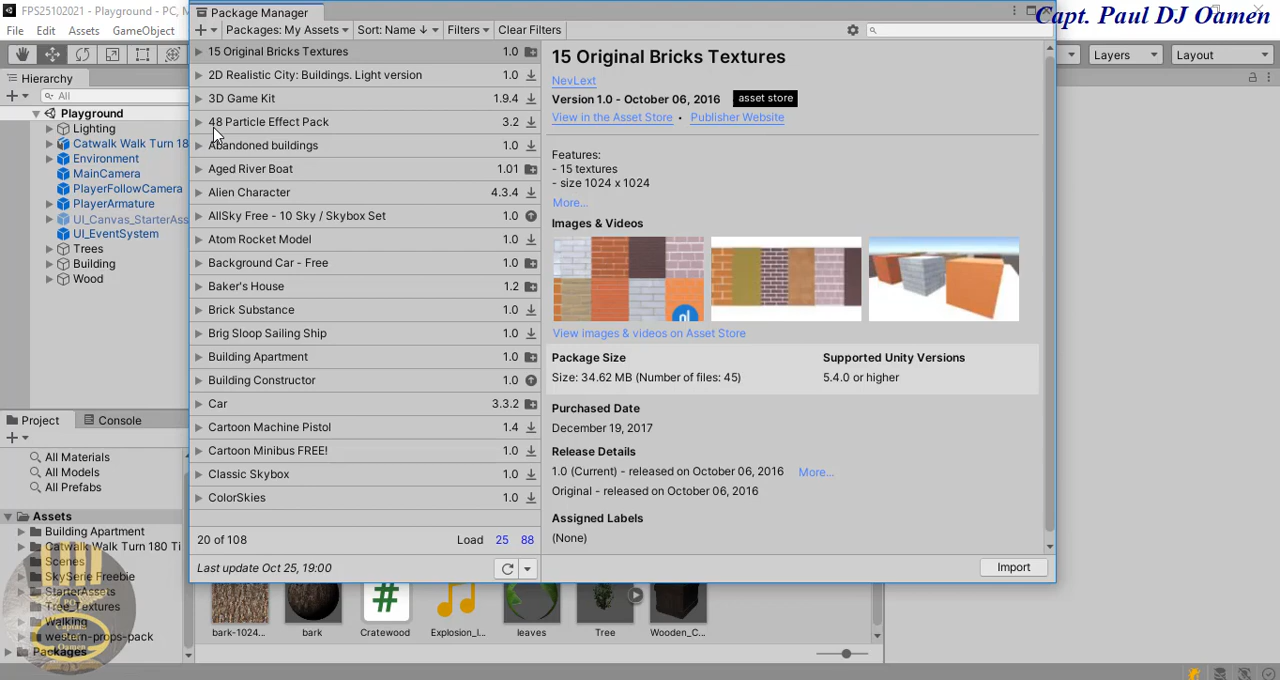 FPS25102021 - Playground - PC, M
Package Manager
Capt. Paul DJ Oamen
File Edit Assets GameObject
Packages: My Assets Sort: Name ↓ Filters Clear Filters
Layers Layout
Hierarchy
All
Playground
Lighting
Catwalk Walk Turn 18
Environment
MainCamera
PlayerFollowCamera
PlayerArmature
UI_Canvas_StarterAss
UI_EventSystem
Trees
Building
Wood
15 Original Bricks Textures 1.0
2D Realistic City: Buildings. Light version 1.0
3D Game Kit 1.9.4
48 Particle Effect Pack 3.2
Abandoned buildings 1.0
Aged River Boat 1.01
Alien Character 4.3.4
AllSky Free - 10 Sky / Skybox Set 1.0
Atom Rocket Model 1.0
Background Car - Free 1.0
Baker's House 1.2
Brick Substance 1.0
Brig Sloop Sailing Ship 1.0
Building Apartment 1.0
Building Constructor 1.0
Car 3.3.2
Cartoon Machine Pistol 1.4
Cartoon Minibus FREE! 1.0
Classic Skybox 1.0
ColorSkies 1.0
20 of 108 Load 25 88
Last update Oct 25, 19:00
15 Original Bricks Textures
NevLext
Version 1.0 - October 06, 2016 asset store
View in the Asset Store • Publisher Website
Features:
- 15 textures
- size 1024 x 1024
More...
Images & Videos
View images & videos on Asset Store
Package Size Supported Unity Versions
Size: 34.62 MB (Number of files: 45) 5.4.0 or higher
Purchased Date
December 19, 2017
Release Details
1.0 (Current) - released on October 06, 2016 More...
Original - released on October 06, 2016
Assigned Labels
(None)
Import
Project Console
All Materials
All Models
All Prefabs
Assets
Building Apartment
Catwalk Walk Turn 180 Ti
Scenes
SkySerie Freebie
StarterAssets
Tree_Textures
Walking
western-props-pack
Packages
bark-1024... bark Cratewood Explosion_l... leaves Tree Wooden_C...